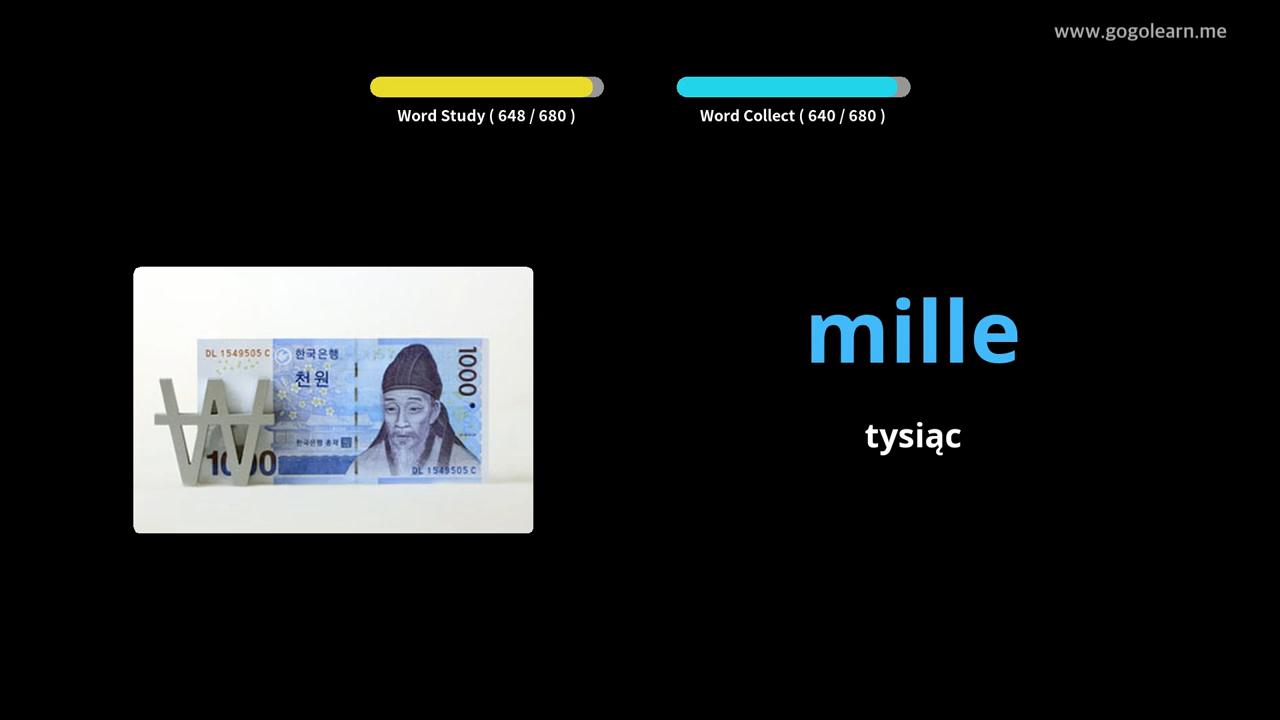 www.gogolearn.me
Word Study ( 648 / 680 )
Word Collect ( 640 / 680 )
DL 1549505 C
한국은행
천원
1000
한국은행 총재
1000
DL 1549505 C
mille
tysiąc